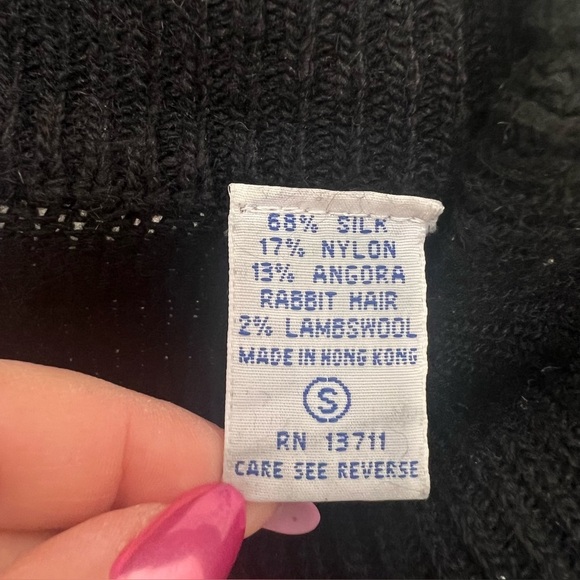 68% SILK
17% NYLON
13% ANGORA
RABBIT HAIR
2% LAMBSWOOL
MADE IN HONG KONG
S
RN 13711
CARE SEE REVERSE